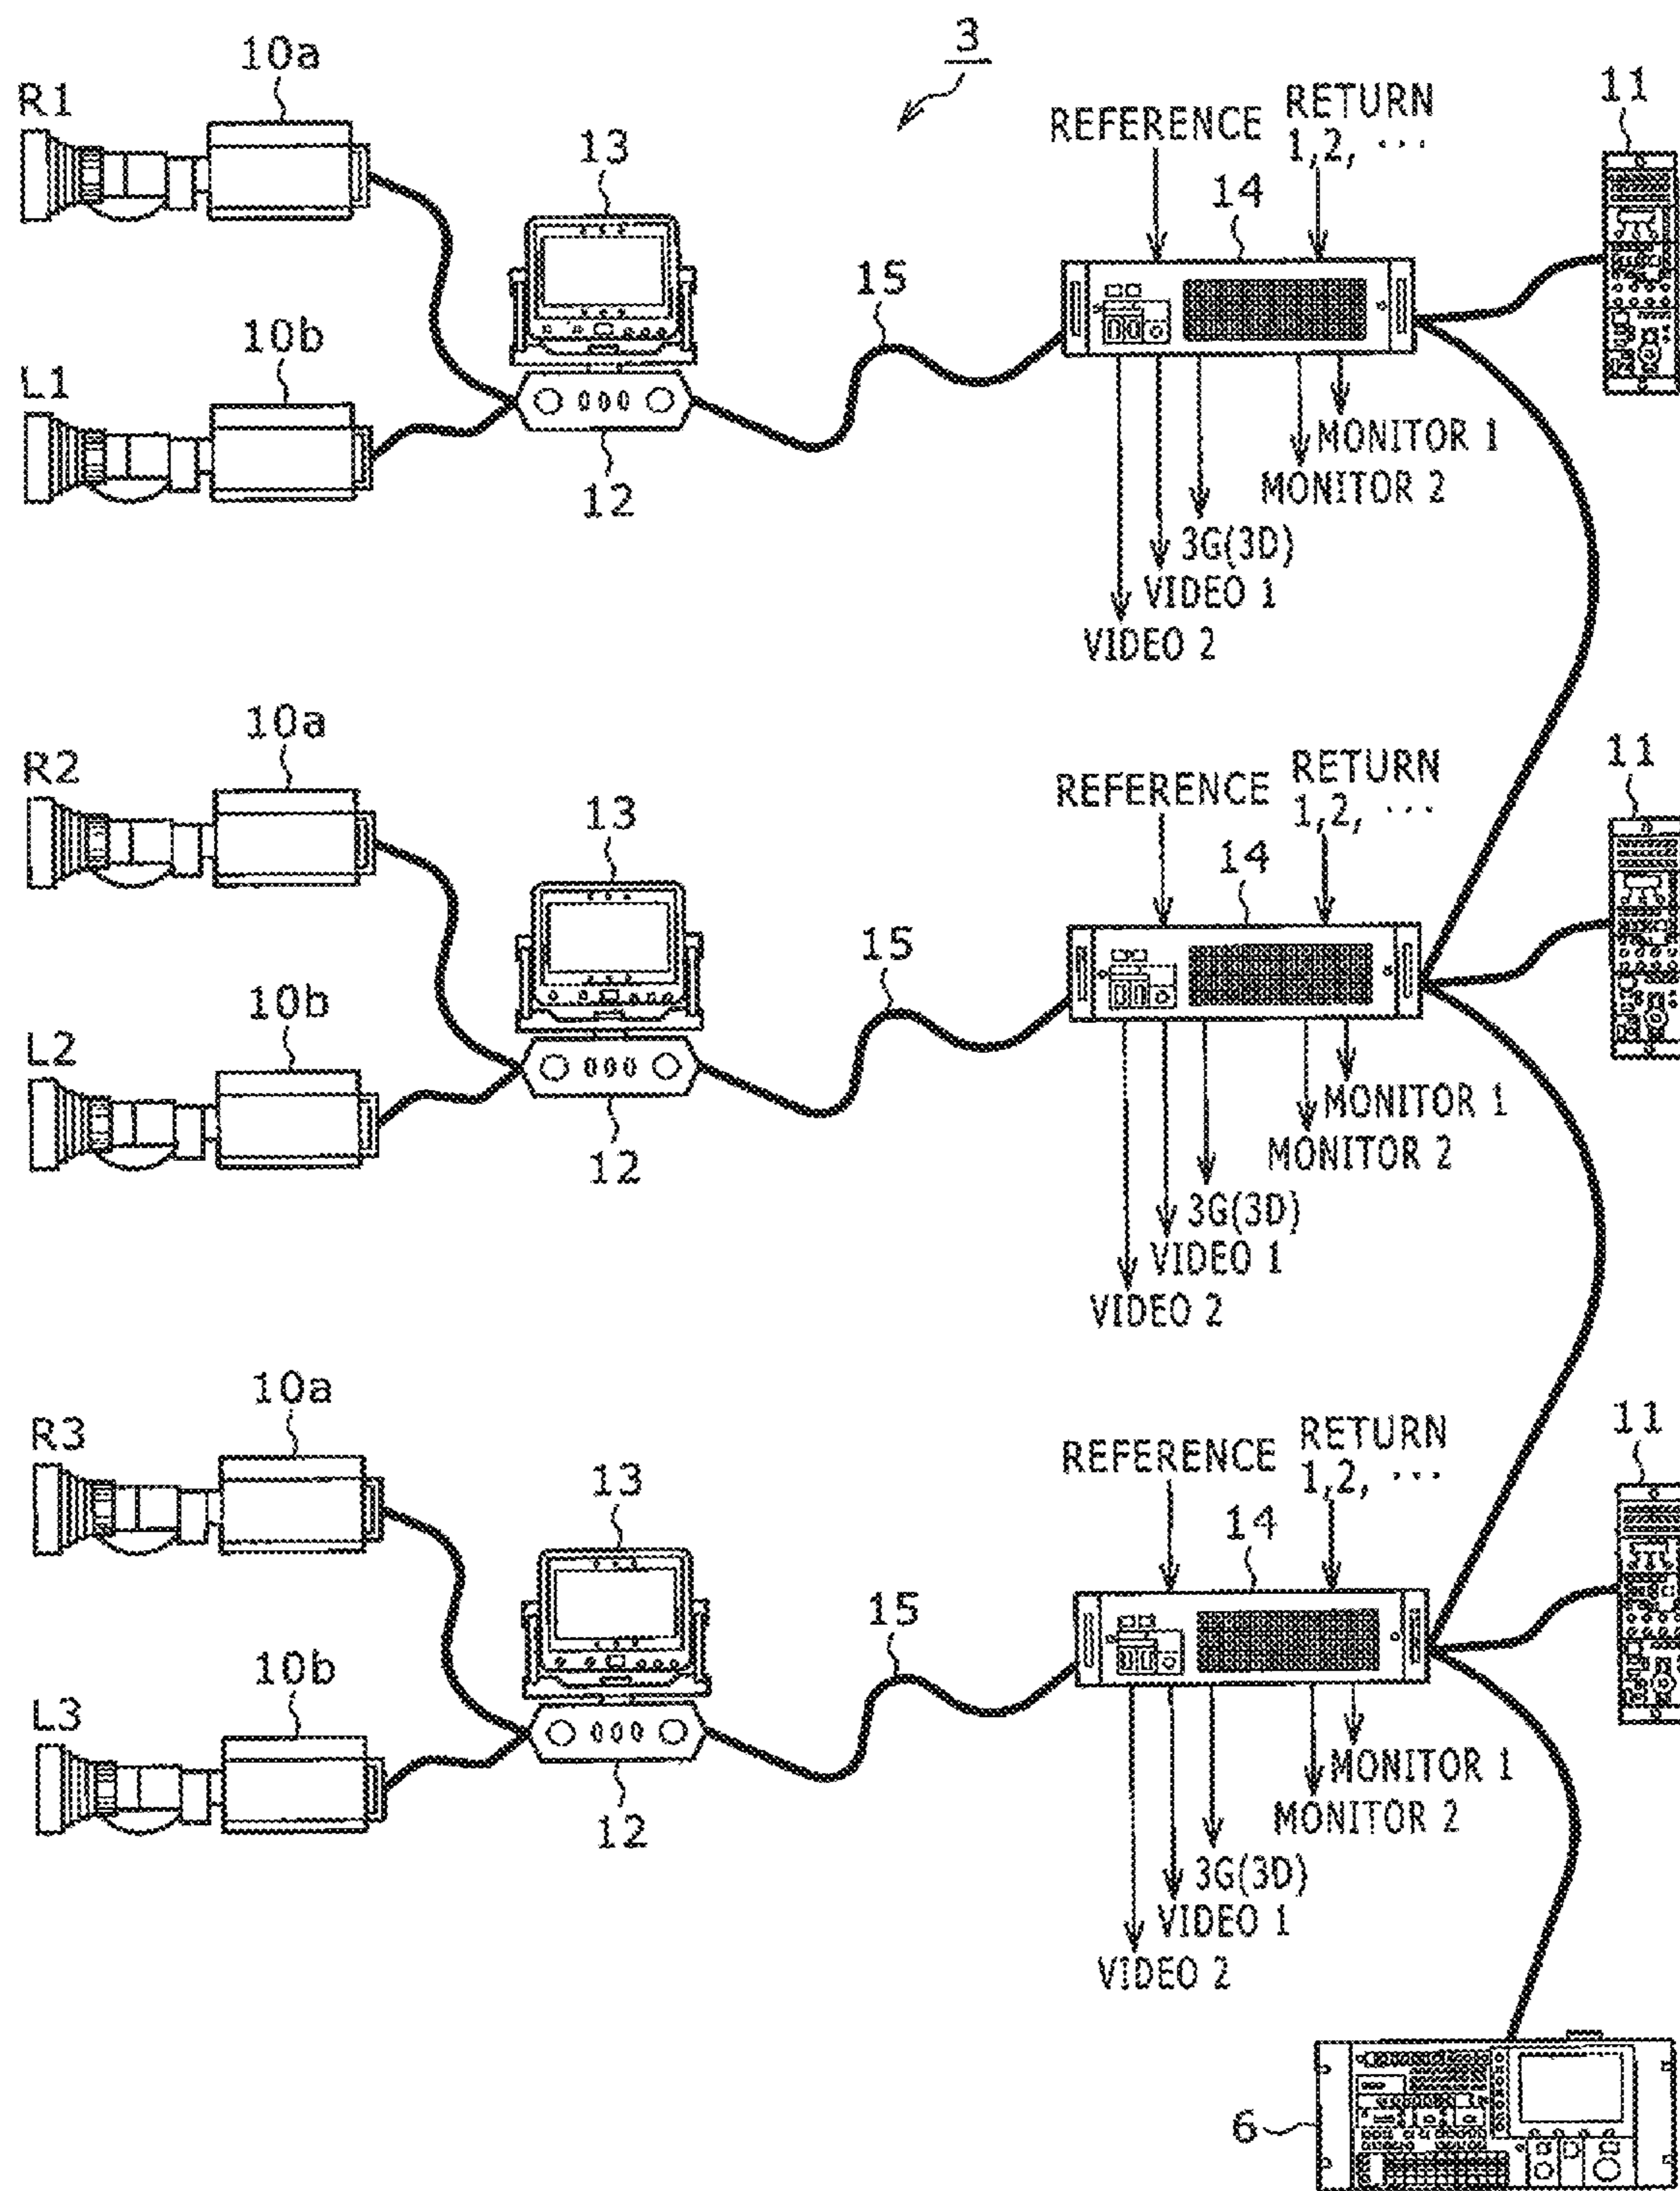 3
10a
R1
13
REFERENCE
RETURN
1,2, ···
14
11
15
10b
L1
12
MONITOR 1
MONITOR 2
3G(3D)
VIDEO 1
VIDEO 2
10a
R2
13
REFERENCE
RETURN
1,2, ···
14
11
15
10b
L2
12
MONITOR 1
MONITOR 2
3G(3D)
VIDEO 1
VIDEO 2
10a
R3
13
REFERENCE
RETURN
1,2, ···
14
11
15
10b
L3
12
MONITOR 1
MONITOR 2
3G(3D)
VIDEO 1
VIDEO 2
6